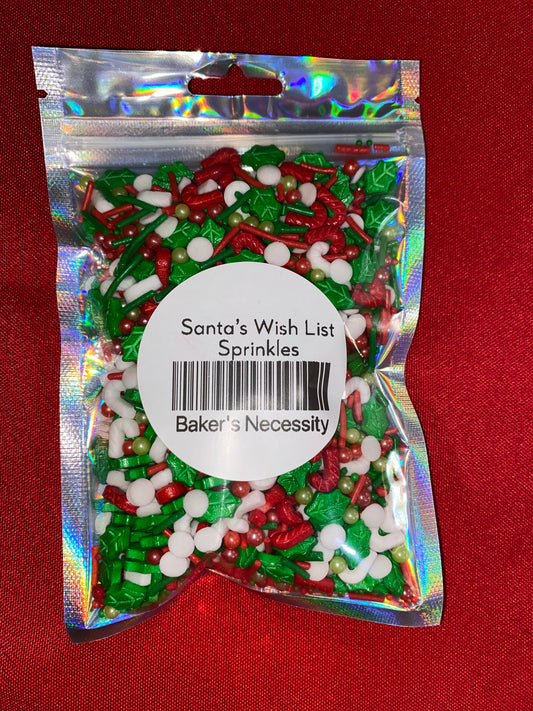 Santa's Wish List
Sprinkles
Baker's Necessity